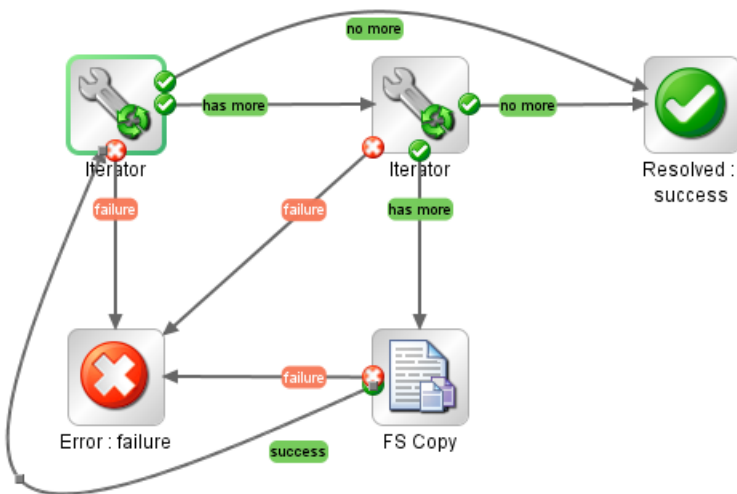 no more
has more
no more
Iterator
Iterator
Resolved :
success
failure
failure
has more
failure
Error : failure
success
FS Copy